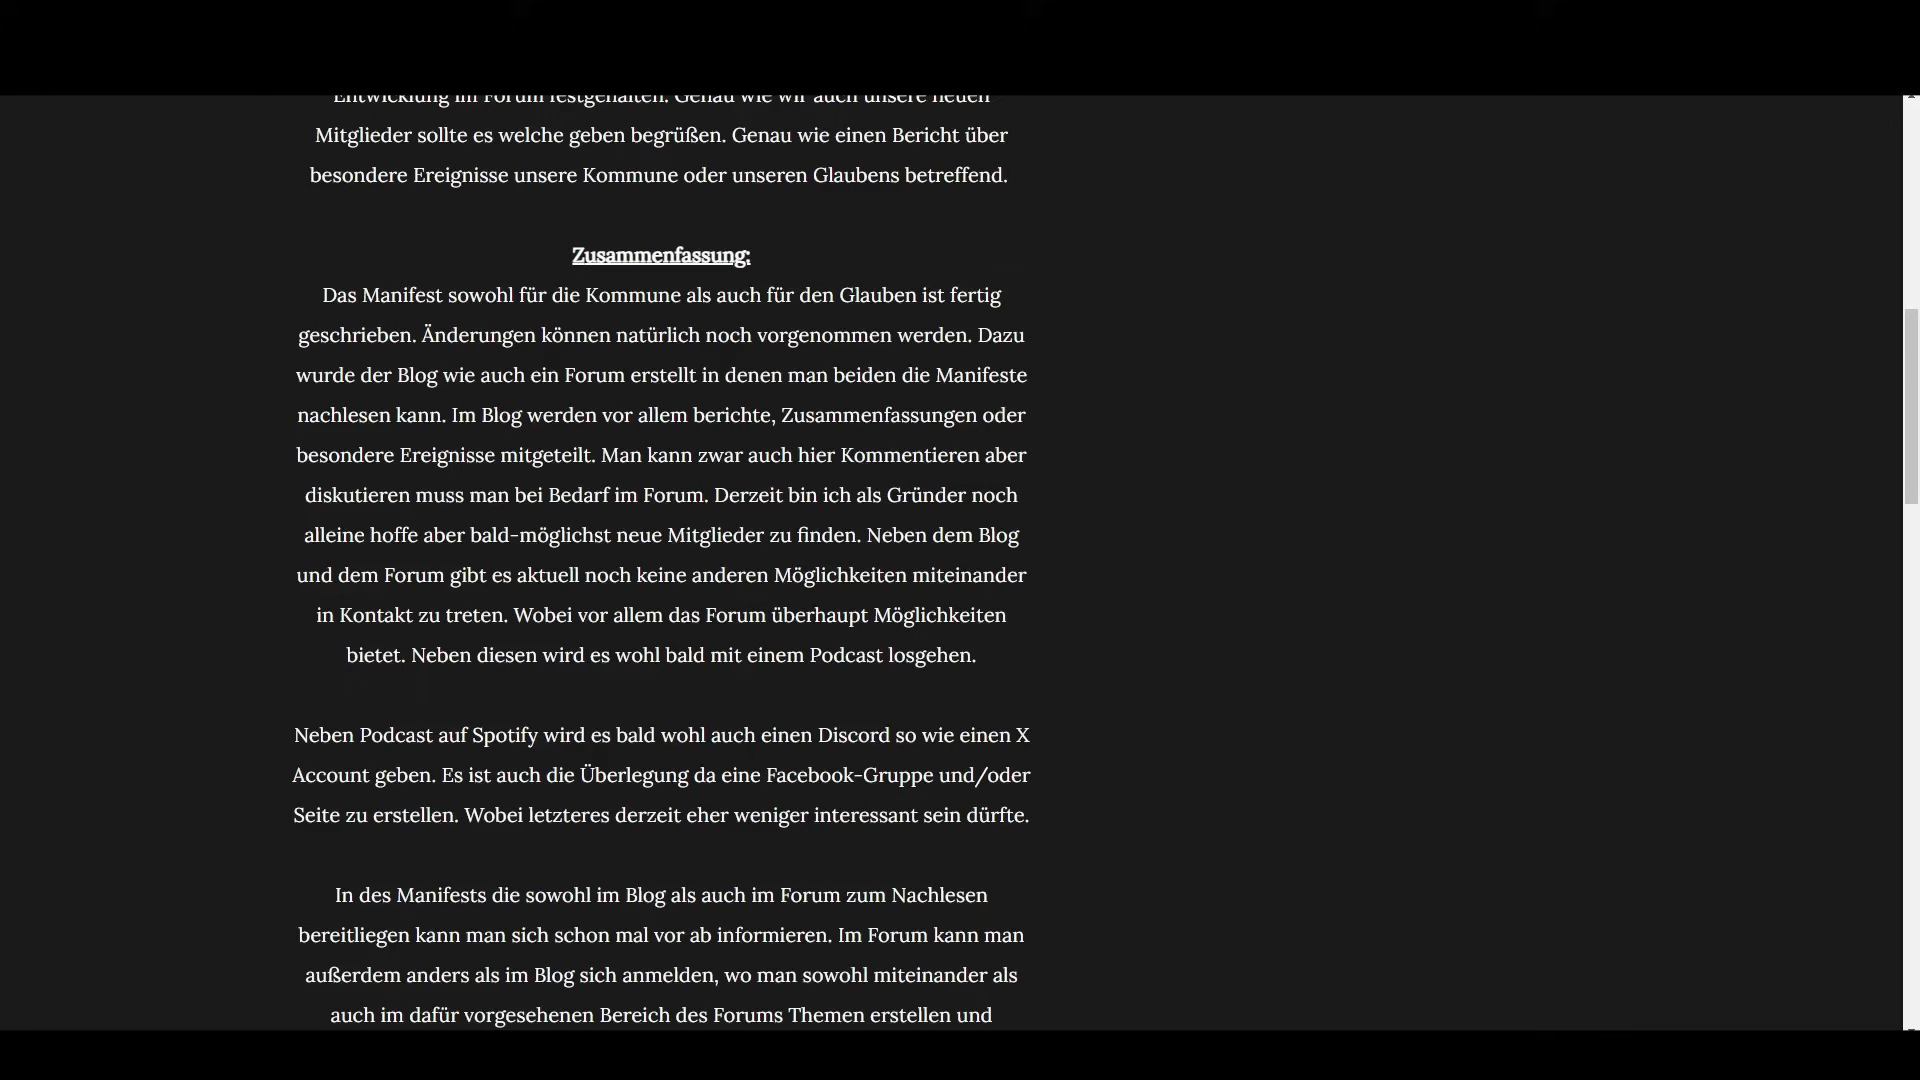 Entwicklung im Forum festgehalten. Genau wie wir auch unsere neuen
Mitglieder sollte es welche geben begrüßen. Genau wie einen Bericht über
besondere Ereignisse unsere Kommune oder unseren Glaubens betreffend.
Zusammenfassung:
Das Manifest sowohl für die Kommune als auch für den Glauben ist fertig
geschrieben. Änderungen können natürlich noch vorgenommen werden. Dazu
wurde der Blog wie auch ein Forum erstellt in denen man beiden die Manifeste
nachlesen kann. Im Blog werden vor allem berichte, Zusammenfassungen oder
besondere Ereignisse mitgeteilt. Man kann zwar auch hier Kommentieren aber
diskutieren muss man bei Bedarf im Forum. Derzeit bin ich als Gründer noch
alleine hoffe aber bald-möglichst neue Mitglieder zu finden. Neben dem Blog
und dem Forum gibt es aktuell noch keine anderen Möglichkeiten miteinander
in Kontakt zu treten. Wobei vor allem das Forum überhaupt Möglichkeiten
bietet. Neben diesen wird es wohl bald mit einem Podcast losgehen.
Neben Podcast auf Spotify wird es bald wohl auch einen Discord so wie einen X
Account geben. Es ist auch die Überlegung da eine Facebook-Gruppe und/oder
Seite zu erstellen. Wobei letzteres derzeit eher weniger interessant sein dürfte.
In des Manifests die sowohl im Blog als auch im Forum zum Nachlesen
bereitliegen kann man sich schon mal vor ab informieren. Im Forum kann man
außerdem anders als im Blog sich anmelden, wo man sowohl miteinander als
auch im dafür vorgesehenen Bereich des Forums Themen erstellen und